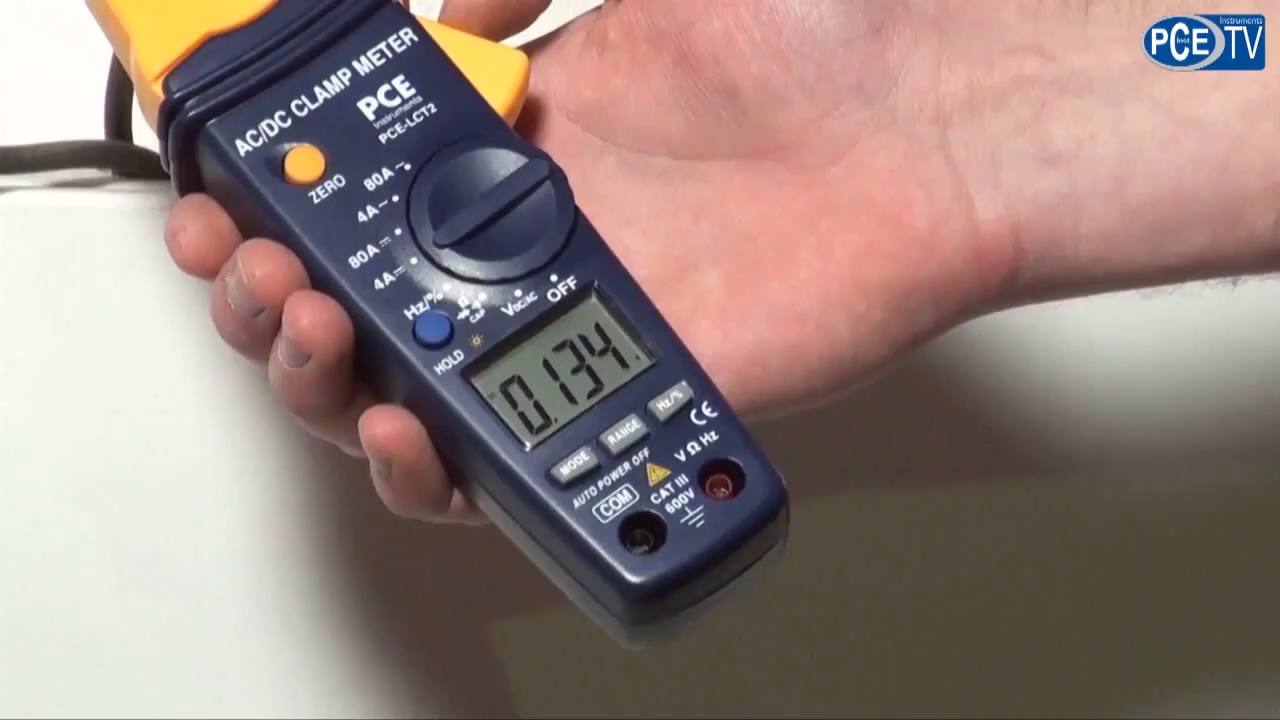 Instruments
PCE Inst. TV
AC/DC CLAMP METER
PCE
Instruments
PCE-LCT2
ZERO
80A~
4A~
80A⎓
4A⎓
Hz/%
CAP
VDC/AC
OFF
HOLD
0.134
MODE
RANGE
Hz/%
CE
AUTO POWER OFF
V Ω Hz
COM
CAT III
600V